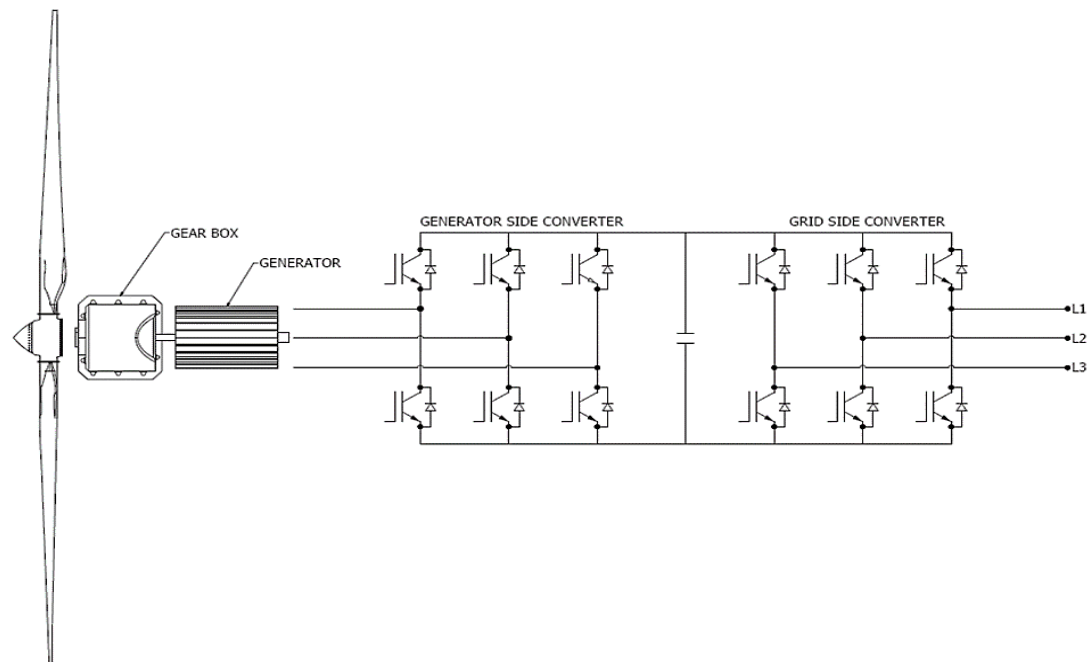 GENERATOR SIDE CONVERTER
GRID SIDE CONVERTER
GEAR BOX
GENERATOR
L1
L2
L3